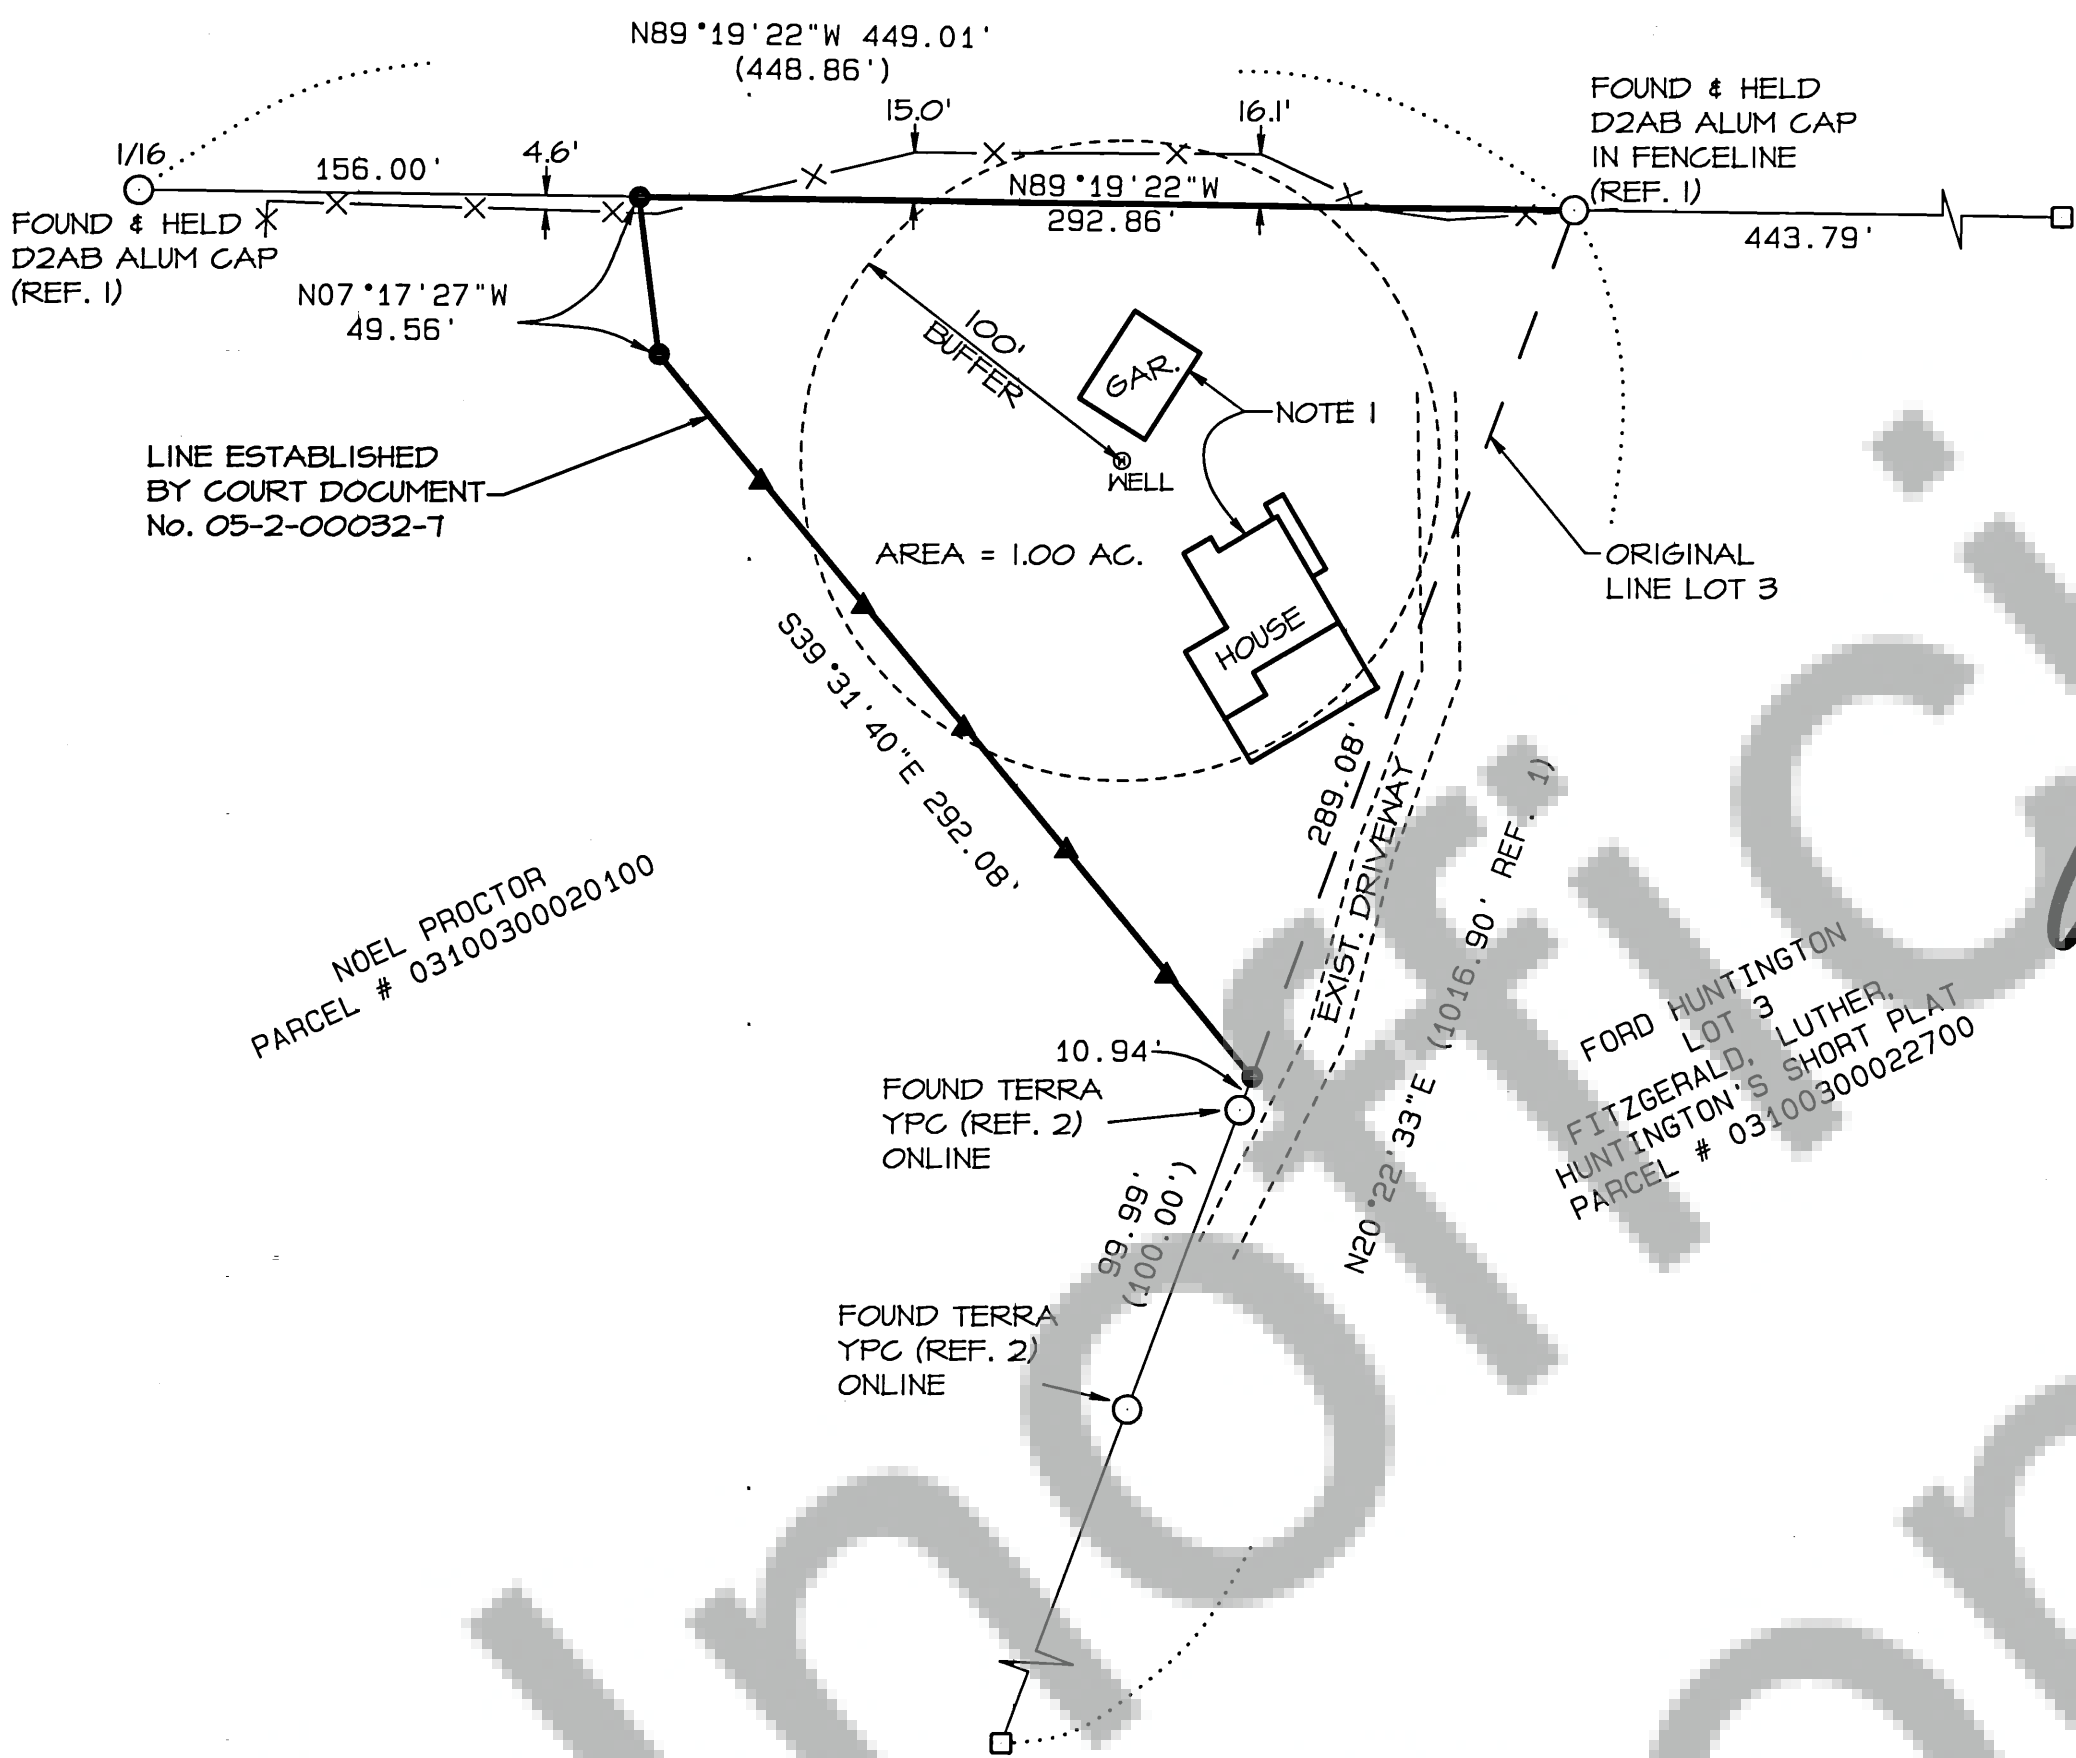 N89°19'22"W 449.01'
(448.86')
15.0'
16.1'
FOUND & HELD
D2AB ALUM CAP
IN FENCELINE
(REF. 1)
1/16
156.00'
4.6'
N89°19'22"W
292.86'
443.79'
FOUND & HELD
D2AB ALUM CAP
(REF. 1)
N07°17'27"W
49.56'
100'
BUFFER
GAR.
NOTE 1
WELL
LINE ESTABLISHED
BY COURT DOCUMENT
No. 05-2-00032-7
AREA = 1.00 AC.
ORIGINAL
LINE LOT 3
HOUSE
S39°31'40"E 292.08'
289.08'
EXIST. DRIVEWAY
N20°22'33"E (1016.90' REF. 1)
NOEL PROCTOR
PARCEL # 03100300020100
FORD HUNTINGTON
LOT 3
FITZGERALD, LUTHER,
HUNTINGTON'S SHORT PLAT
PARCEL # 03100300022700
10.94'
FOUND TERRA
YPC (REF. 2)
ONLINE
99.99'
(100.00')
FOUND TERRA
YPC (REF. 2)
ONLINE